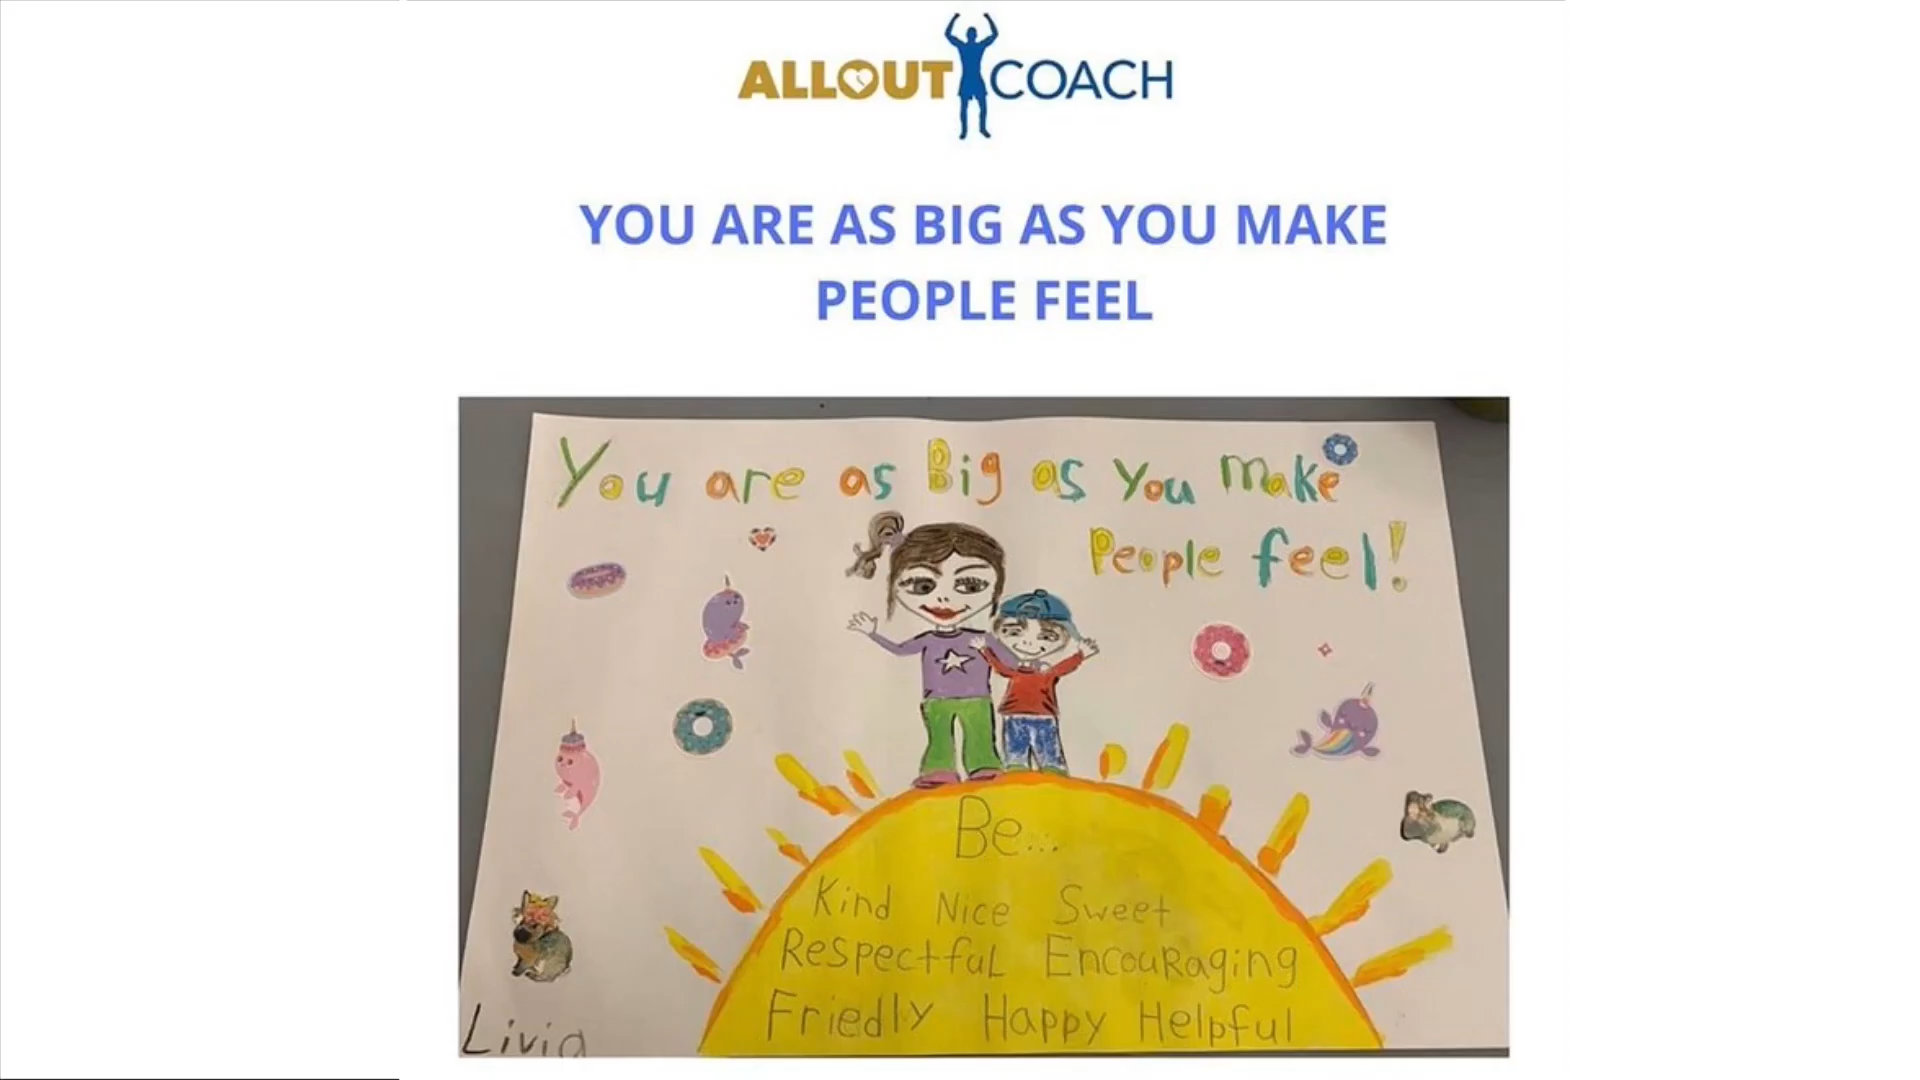 ALLOUT COACH
YOU ARE AS BIG AS YOU MAKE
PEOPLE FEEL
You are as Big as you make
People feel!
Be...
Kind Nice Sweet
Respectful Encouraging
Friedly Happy Helpful
Livia